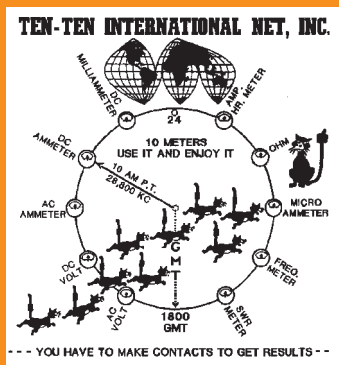 TEN-TEN INTERNATIONAL NET, INC.
DC MILLIAMMETER
AMP. HR. METER
24
10 METERS
USE IT AND ENJOY IT
DC AMMETER
OHM
10 AM P.T.
28,800 KC
AC AMMETER
MICRO AMMETER
GMT
DC VOLT
FREQ. METER
AC VOLT
SWR METER
1800
GMT
- - - YOU HAVE TO MAKE CONTACTS TO GET RESULTS - -